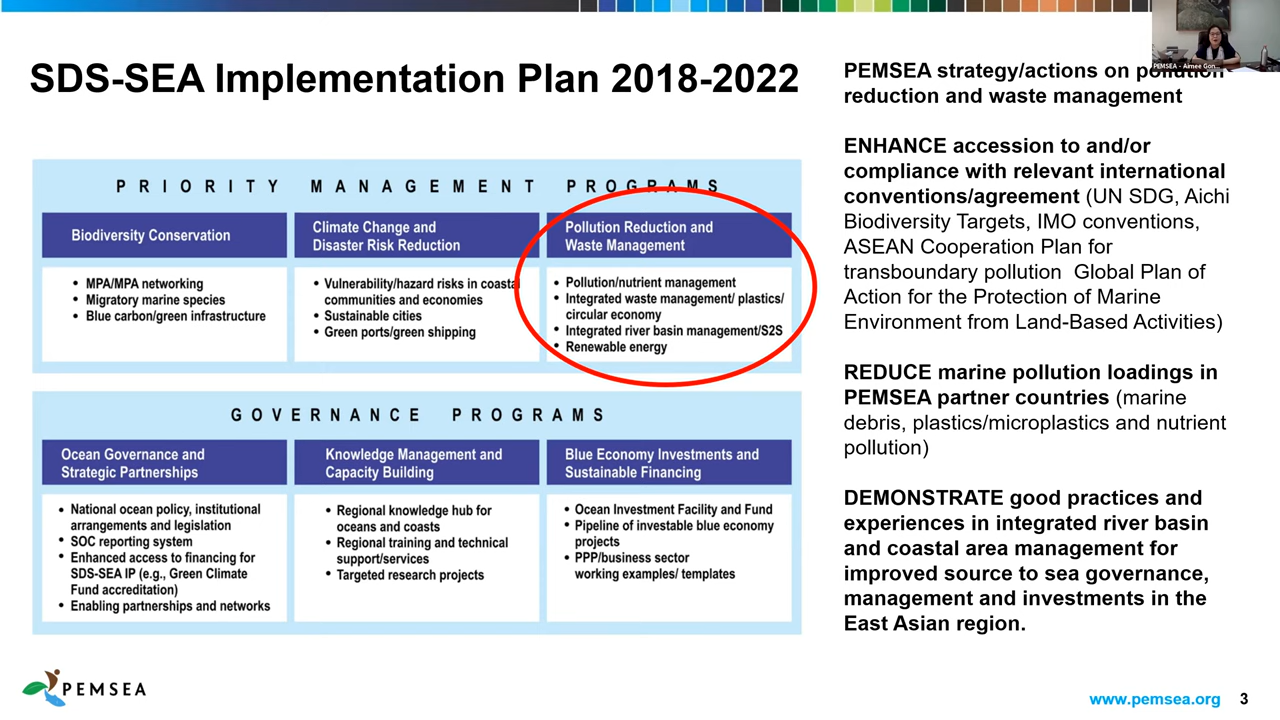 SDS-SEA Implementation Plan 2018-2022
PRIORITY MANAGEMENT PROGRAMS
Biodiversity Conservation
• MPA/MPA networking
• Migratory marine species
• Blue carbon/green infrastructure
Climate Change and
Disaster Risk Reduction
• Vulnerability/hazard risks in coastal
communities and economies
• Sustainable cities
• Green ports/green shipping
Pollution Reduction and
Waste Management
• Pollution/nutrient management
• Integrated waste management/ plastics/
circular economy
• Integrated river basin management/S2S
• Renewable energy
GOVERNANCE PROGRAMS
Ocean Governance and
Strategic Partnerships
• National ocean policy, institutional
arrangements and legislation
• SOC reporting system
• Enhanced access to financing for
SDS-SEA IP (e.g., Green Climate
Fund accreditation)
• Enabling partnerships and networks
Knowledge Management and
Capacity Building
• Regional knowledge hub for
oceans and coasts
• Regional training and technical
support/services
• Targeted research projects
Blue Economy Investments and
Sustainable Financing
• Ocean Investment Facility and Fund
• Pipeline of investable blue economy
projects
• PPP/business sector
working examples/ templates
PEMSEA - Aimee Gon...
PEMSEA strategy/actions on pollution
reduction and waste management
ENHANCE accession to and/or
compliance with relevant international
conventions/agreement (UN SDG, Aichi
Biodiversity Targets, IMO conventions,
ASEAN Cooperation Plan for
transboundary pollution Global Plan of
Action for the Protection of Marine
Environment from Land-Based Activities)
REDUCE marine pollution loadings in
PEMSEA partner countries (marine
debris, plastics/microplastics and nutrient
pollution)
DEMONSTRATE good practices and
experiences in integrated river basin
and coastal area management for
improved source to sea governance,
management and investments in the
East Asian region.
PEMSEA
www.pemsea.org 3